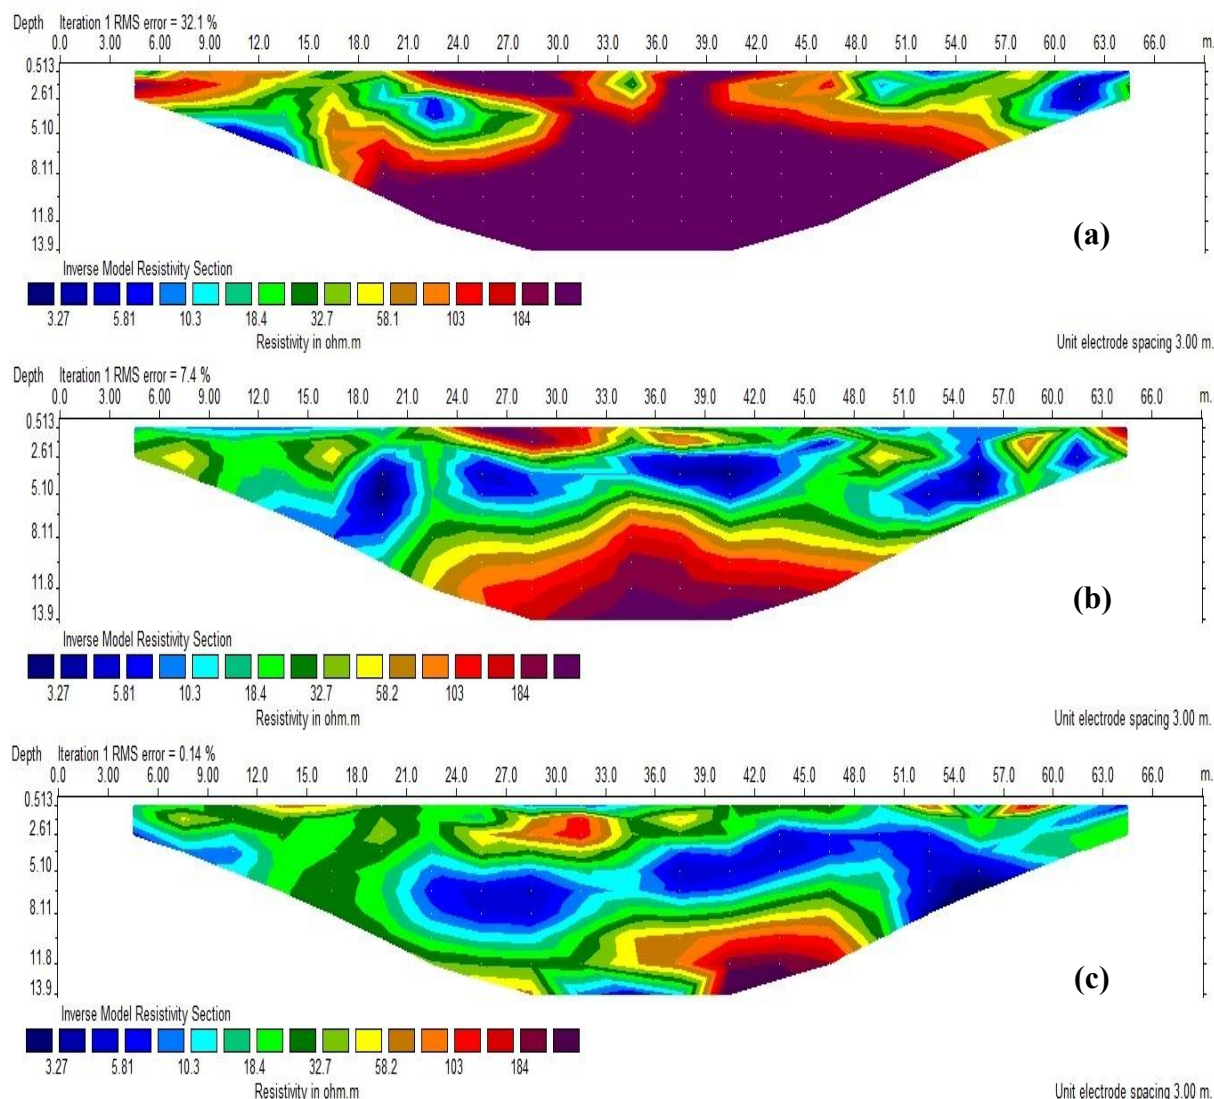 Depth Iteration 1 RMS error = 32.1 %
0.0 3.00 6.00 9.00 12.0 15.0 18.0 21.0 24.0 27.0 30.0 33.0 36.0 39.0 42.0 45.0 48.0 51.0 54.0 57.0 60.0 63.0 66.0 m.
0.513
2.61
5.10
8.11
11.8
13.9
(a)
Inverse Model Resistivity Section
3.27 5.81 10.3 18.4 32.7 58.1 103 184
Resistivity in ohm.m
Unit electrode spacing 3.00 m.
Depth Iteration 1 RMS error = 7.4 %
0.0 3.00 6.00 9.00 12.0 15.0 18.0 21.0 24.0 27.0 30.0 33.0 36.0 39.0 42.0 45.0 48.0 51.0 54.0 57.0 60.0 63.0 66.0 m.
0.513
2.61
5.10
8.11
11.8
13.9
(b)
Inverse Model Resistivity Section
3.27 5.81 10.3 18.4 32.7 58.2 103 184
Resistivity in ohm.m
Unit electrode spacing 3.00 m.
Depth Iteration 1 RMS error = 0.14 %
0.0 3.00 6.00 9.00 12.0 15.0 18.0 21.0 24.0 27.0 30.0 33.0 36.0 39.0 42.0 45.0 48.0 51.0 54.0 57.0 60.0 63.0 66.0 m.
0.513
2.61
5.10
8.11
11.8
13.9
(c)
Inverse Model Resistivity Section
3.27 5.81 10.3 18.4 32.7 58.2 103 184
Resistivity in ohm.m
Unit electrode spacing 3.00 m.